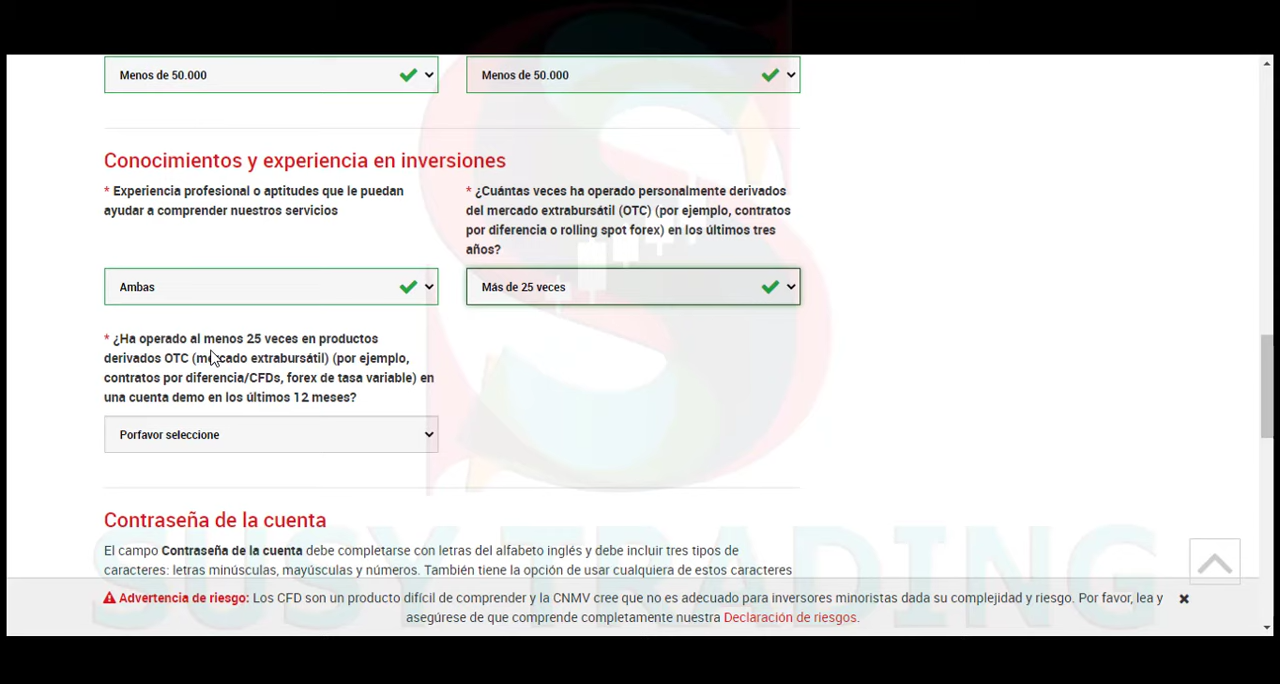 Menos de 50.000
Menos de 50.000
Conocimientos y experiencia en inversiones
* Experiencia profesional o aptitudes que le puedan
ayudar a comprender nuestros servicios
* ¿Cuántas veces ha operado personalmente derivados
del mercado extrabursátil (OTC) (por ejemplo, contratos
por diferencia o rolling spot forex) en los últimos tres
años?
Ambas
Más de 25 veces
* ¿Ha operado al menos 25 veces en productos
derivados OTC (mercado extrabursátil) (por ejemplo,
contratos por diferencia/CFDs, forex de tasa variable) en
una cuenta demo en los últimos 12 meses?
Porfavor seleccione
Contraseña de la cuenta
El campo Contraseña de la cuenta debe completarse con letras del alfabeto inglés y debe incluir tres tipos de
caracteres: letras minúsculas, mayúsculas y números. También tiene la opción de usar cualquiera de estos caracteres
Advertencia de riesgo: Los CFD son un producto difícil de comprender y la CNMV cree que no es adecuado para inversores minoristas dada su complejidad y riesgo. Por favor, lea y
asegúrese de que comprende completamente nuestra Declaración de riesgos.
SUSY TRADING